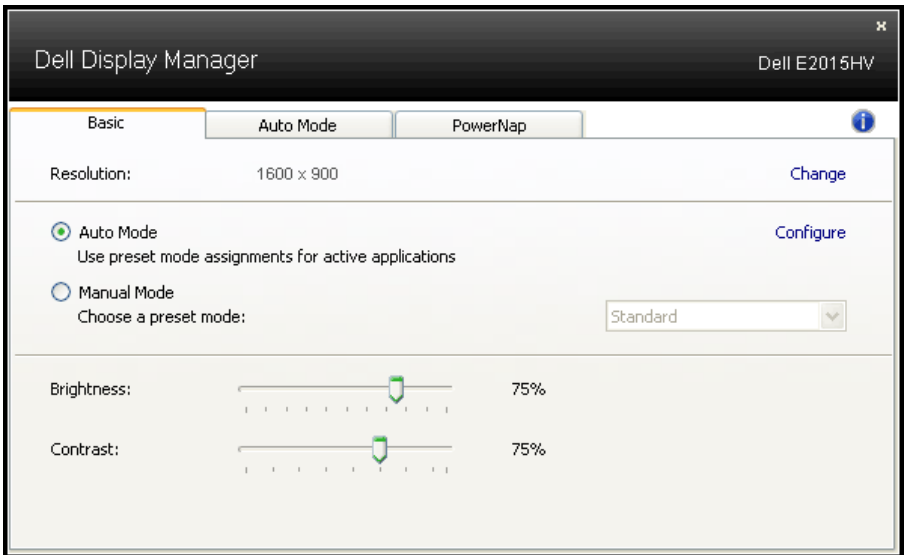 Dell Display Manager
Dell E2015HV
Basic Auto Mode PowerNap
Resolution: 1600 x 900 Change
Auto Mode Configure
Use preset mode assignments for active applications
Manual Mode
Choose a preset mode: Standard
Brightness: 75%
Contrast: 75%